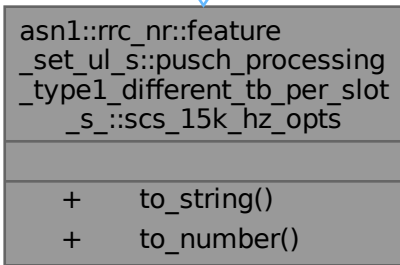 asn1::rrc_nr::feature
_set_ul_s::pusch_processing
_type1_different_tb_per_slot
_s_::scs_15k_hz_opts
+ to_string()
+ to_number()